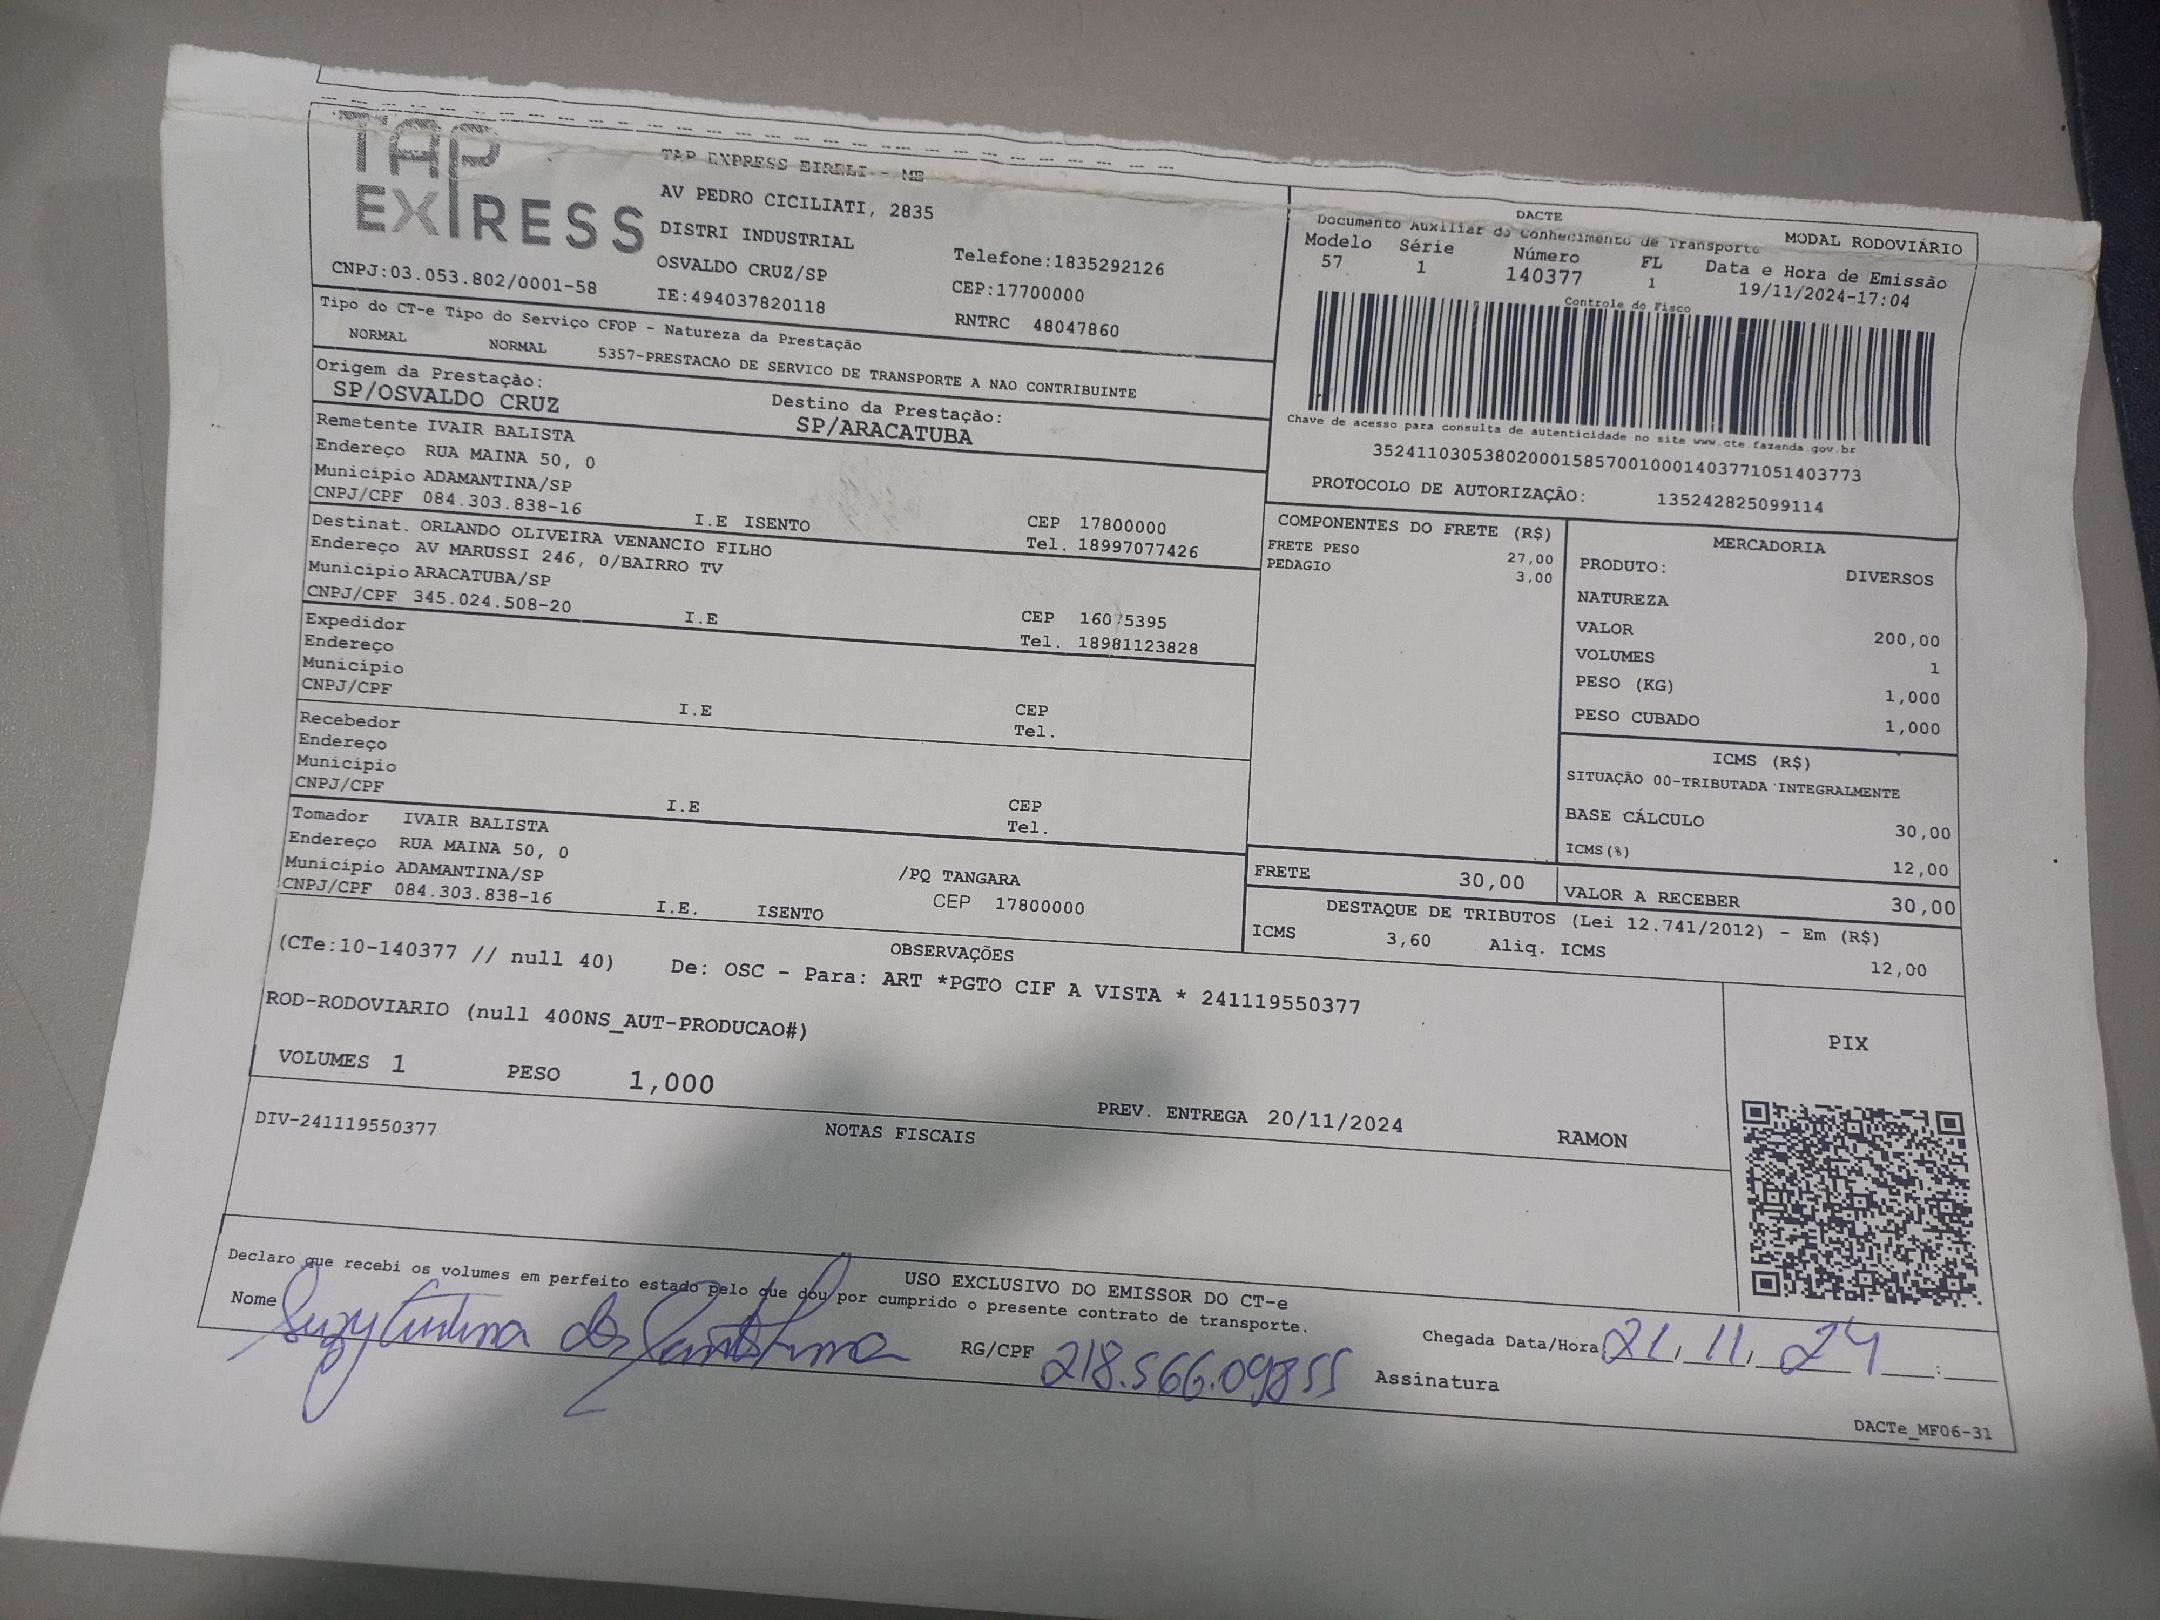 TAP
EXPRESS
TAP EXPRESS EIRELI - ME
AV PEDRO CICILIATI, 2835
DISTRI INDUSTRIAL
OSVALDO CRUZ/SP Telefone:1835292126
CNPJ:03.053.802/0001-58 IE:494037820118 CEP:17700000
RNTRC 48047860
DACTE
Documento Auxiliar do Conhecimento de Transporte MODAL RODOVIÁRIO
Modelo Série Número FL Data e Hora de Emissão
57 1 140377 1 19/11/2024-17:04
Controle do Fisco
Chave de acesso para consulta de autenticidade no site www.cte.fazenda.gov.br
35241103053802000158570010001403771051403773
PROTOCOLO DE AUTORIZAÇÃO: 135242825099114
Tipo do CT-e Tipo do Serviço CFOP - Natureza da Prestação
NORMAL NORMAL 5357-PRESTACAO DE SERVICO DE TRANSPORTE A NAO CONTRIBUINTE
Origem da Prestação: Destino da Prestação:
SP/OSVALDO CRUZ SP/ARACATUBA
Remetente IVAIR BALISTA
Endereço RUA MAINA 50, 0
Município ADAMANTINA/SP CEP 17800000
CNPJ/CPF 084.303.838-16 I.E ISENTO Tel. 18997077426
Destinat. ORLANDO OLIVEIRA VENANCIO FILHO
Endereço AV MARUSSI 246, 0/BAIRRO TV
Município ARACATUBA/SP CEP 16075395
CNPJ/CPF 345.024.508-20 I.E Tel. 18981123828
Expedidor
Endereço
Município CEP
CNPJ/CPF I.E Tel.
Recebedor
Endereço
Município CEP
CNPJ/CPF I.E Tel.
Tomador IVAIR BALISTA
Endereço RUA MAINA 50, 0 /PQ TANGARA
Município ADAMANTINA/SP CEP 17800000
CNPJ/CPF 084.303.838-16 I.E. ISENTO
COMPONENTES DO FRETE (R$)
FRETE PESO 27,00
PEDAGIO 3,00
MERCADORIA
PRODUTO: DIVERSOS
NATUREZA
VALOR 200,00
VOLUMES 1
PESO (KG) 1,000
PESO CUBADO 1,000
ICMS (R$)
SITUAÇÃO 00-TRIBUTADA INTEGRALMENTE
BASE CÁLCULO 30,00
ICMS(%) 12,00
FRETE 30,00 VALOR A RECEBER 30,00
DESTAQUE DE TRIBUTOS (Lei 12.741/2012) - Em (R$)
ICMS 3,60 Aliq. ICMS 12,00
OBSERVAÇÕES
(CTe:10-140377 // null 40) De: OSC - Para: ART *PGTO CIF A VISTA * 241119550377
ROD-RODOVIARIO (null 400NS_AUT-PRODUCAO#)
VOLUMES 1 PESO 1,000 PREV. ENTREGA 20/11/2024 RAMON
PIX
NOTAS FISCAIS
DIV-241119550377
USO EXCLUSIVO DO EMISSOR DO CT-e
Declaro que recebi os volumes em perfeito estado pelo que dou por cumprido o presente contrato de transporte.
Nome Suzy Cristina dos Santos Lima RG/CPF 218.566.09855 Assinatura
Chegada Data/Hora 21/11/24 :
DACTe_MF06-31